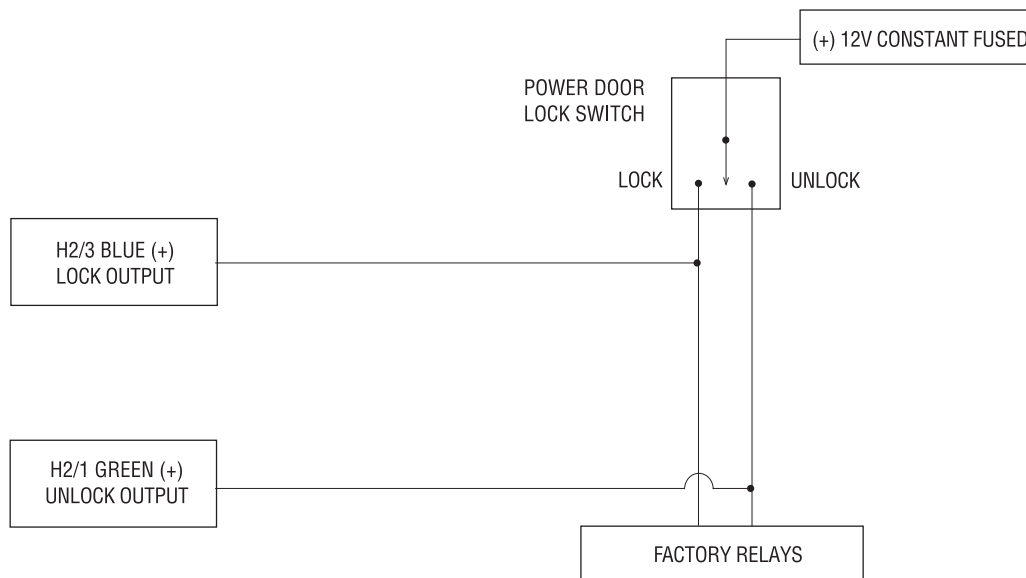 (+) 12V CONSTANT FUSED
POWER DOOR
LOCK SWITCH
LOCK
UNLOCK
H2/3 BLUE (+)
LOCK OUTPUT
H2/1 GREEN (+)
UNLOCK OUTPUT
FACTORY RELAYS